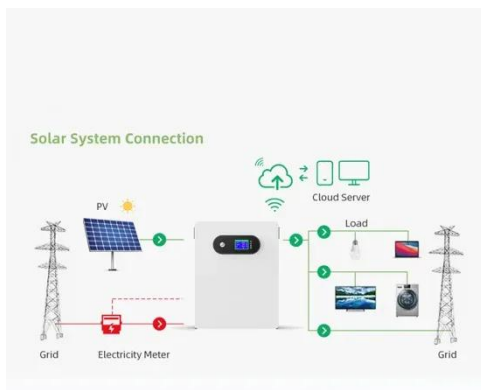 Solar System Connection
Cloud Server
PV
Load
Grid
Electricity Meter
Grid